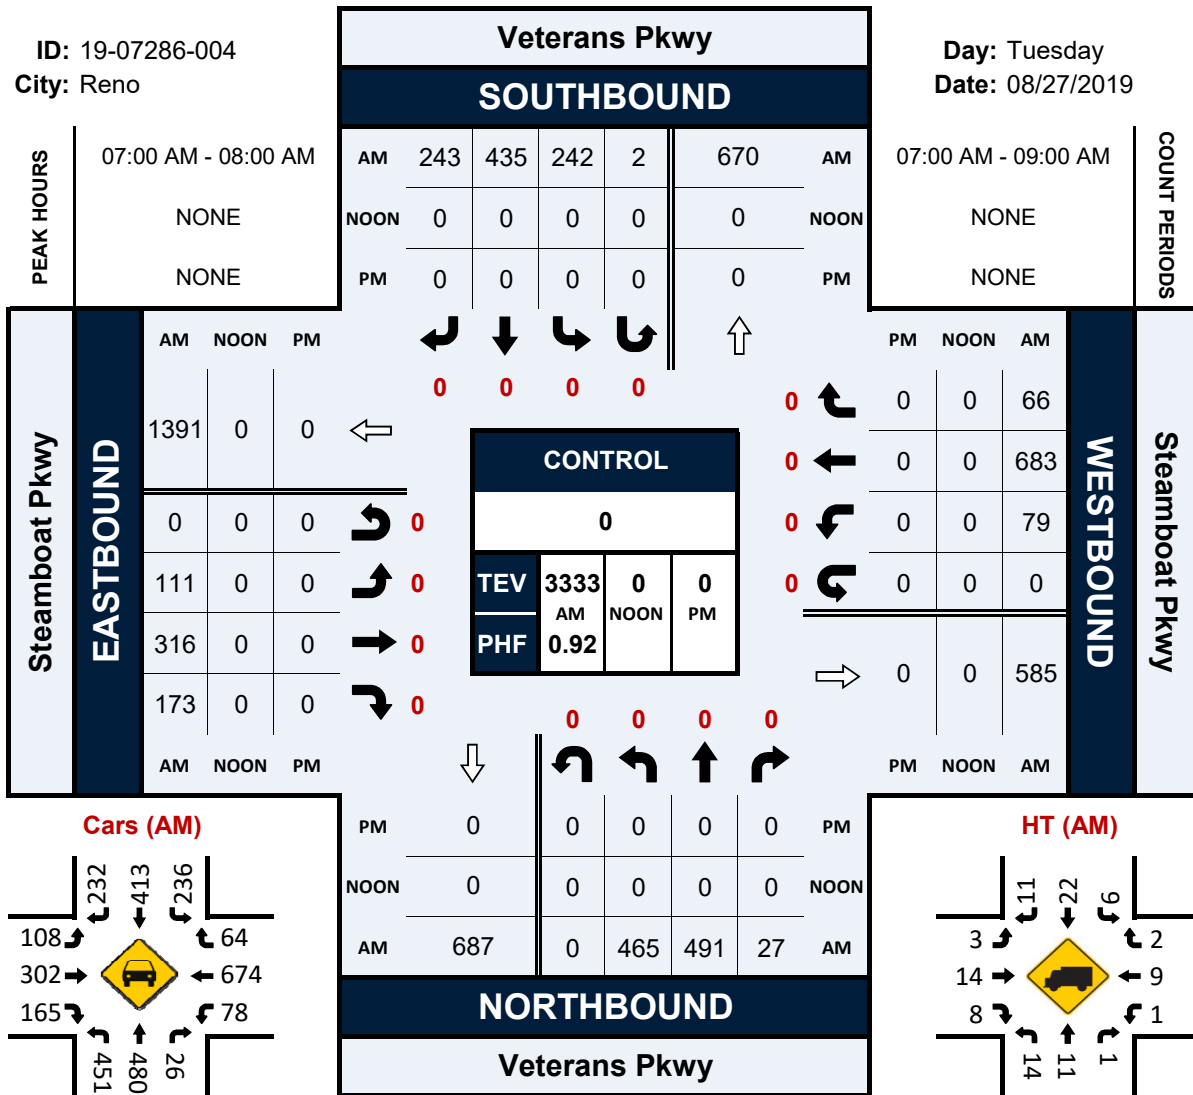 Veterans Pkwy
ID: 19-07286-004
City: Reno
Day: Tuesday
Date: 08/27/2019
SOUTHBOUND
PEAK HOURS
07:00 AM - 08:00 AM
NONE
NONE
AM 243 435 242 2 670 AM
NOON 0 0 0 0 0 NOON
PM 0 0 0 0 0 PM
07:00 AM - 09:00 AM
NONE
NONE
COUNT PERIODS
0 0 0 0
Steamboat Pkwy
EASTBOUND
AM NOON PM
1391 0 0
0 0 0 0
111 0 0 0
316 0 0 0
173 0 0 0
AM NOON PM
CONTROL
0
TEV 3333 0 0
AM NOON PM
PHF 0.92
PM NOON AM
0 0 0 66
0 0 0 683
0 0 0 79
0 0 0 0
0 0 585
PM NOON AM
WESTBOUND
Steamboat Pkwy
0 0 0 0
PM 0 0 0 0 0 PM
NOON 0 0 0 0 0 NOON
AM 687 0 465 491 27 AM
NORTHBOUND
Veterans Pkwy
Cars (AM)
232 413 236
108 64
302 674
165 78
451 480 26
HT (AM)
11 22 6
3 2
14 9
8 1
14 11 1